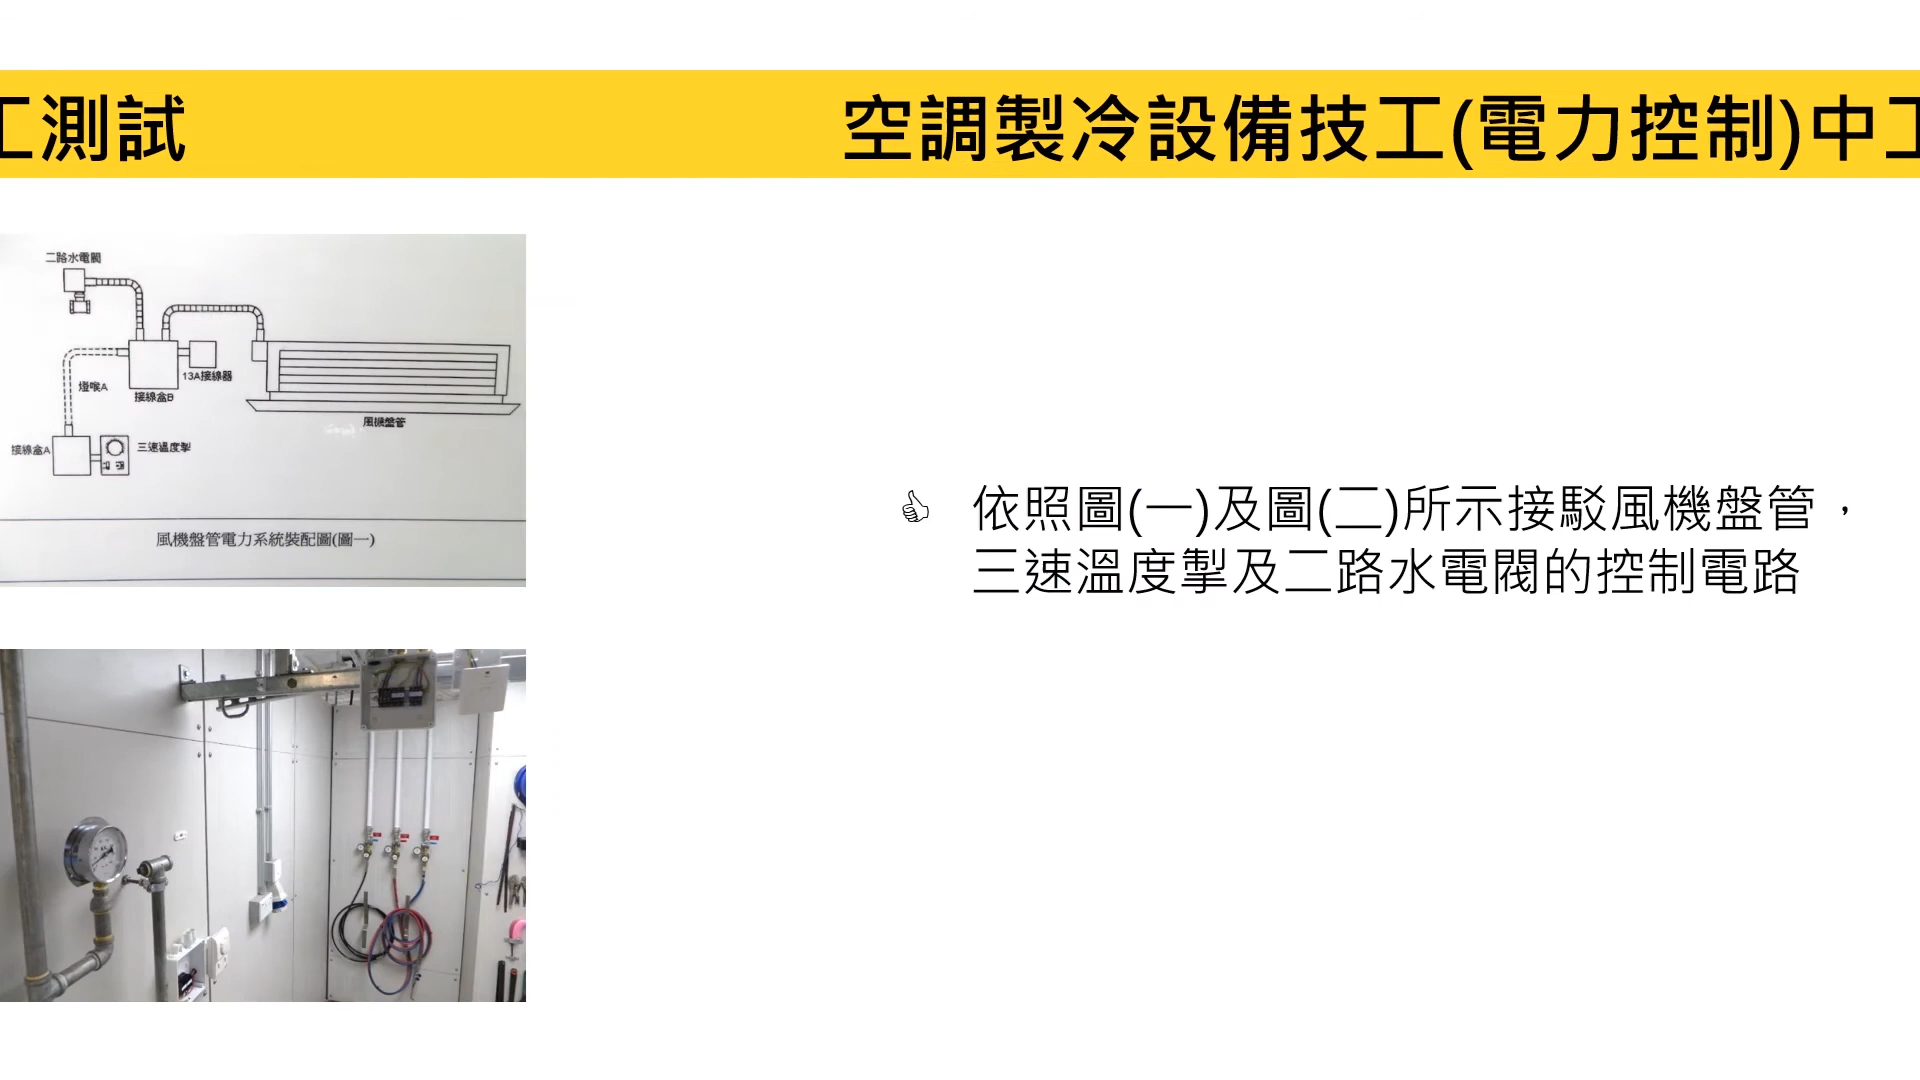 工測試
空調製冷設備技工(電力控制)中工
二路水電閥
13A接線器
燈喉A
接線盒B
風機盤管
接線盒A
三速溫度掣
風機盤管電力系統裝配圖(圖一)
依照圖(一)及圖(二)所示接駁風機盤管，
三速溫度掣及二路水電閥的控制電路